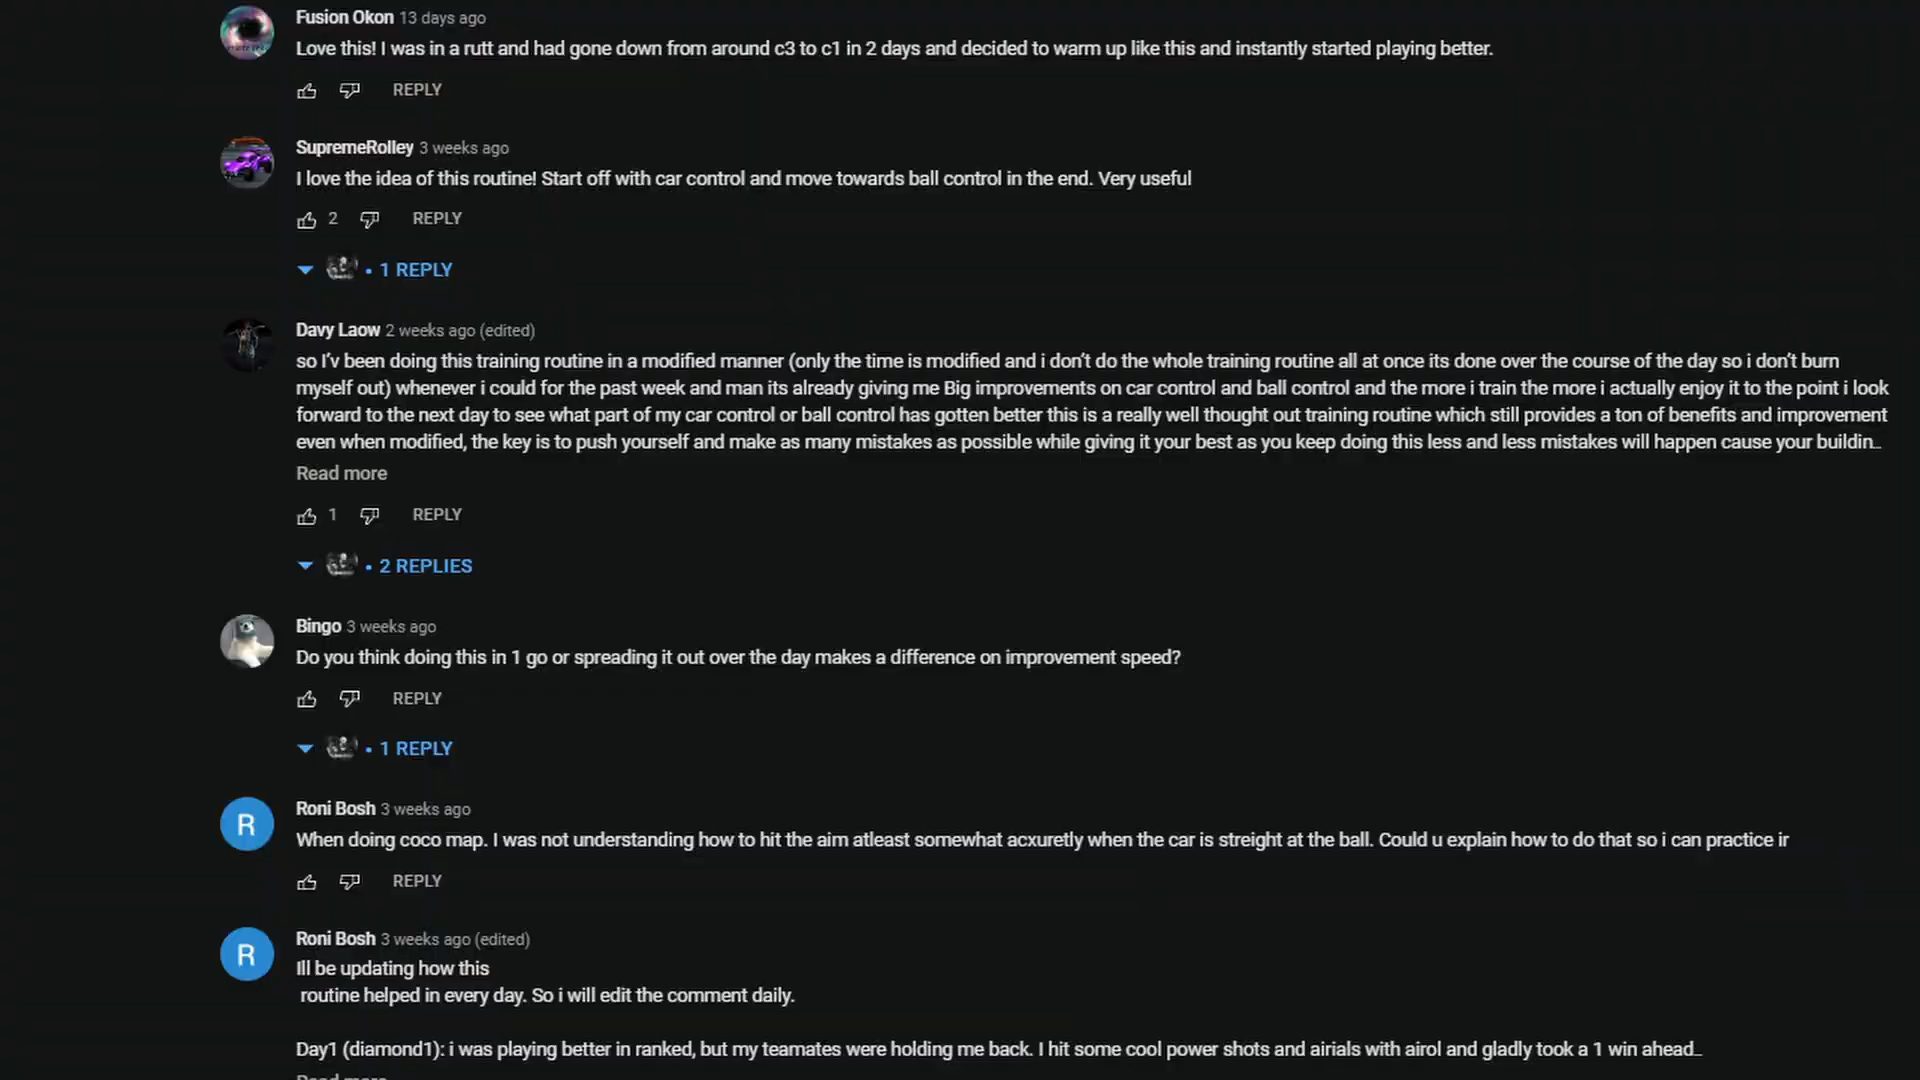 Fusion Okon 13 days ago
Love this! I was in a rutt and had gone down from around c3 to c1 in 2 days and decided to warm up like this and instantly started playing better.
REPLY
SupremeRolley 3 weeks ago
I love the idea of this routine! Start off with car control and move towards ball control in the end. Very useful
2 REPLY
• 1 REPLY
Davy Laow 2 weeks ago (edited)
so I'v been doing this training routine in a modified manner (only the time is modified and i don't do the whole training routine all at once its done over the course of the day so i don't burn
myself out) whenever i could for the past week and man its already giving me Big improvements on car control and ball control and the more i train the more i actually enjoy it to the point i look
forward to the next day to see what part of my car control or ball control has gotten better this is a really well thought out training routine which still provides a ton of benefits and improvement
even when modified, the key is to push yourself and make as many mistakes as possible while giving it your best as you keep doing this less and less mistakes will happen cause your buildin...
Read more
1 REPLY
• 2 REPLIES
Bingo 3 weeks ago
Do you think doing this in 1 go or spreading it out over the day makes a difference on improvement speed?
REPLY
• 1 REPLY
R
Roni Bosh 3 weeks ago
When doing coco map. I was not understanding how to hit the aim atleast somewhat acxuretly when the car is streight at the ball. Could u explain how to do that so i can practice ir
REPLY
R
Roni Bosh 3 weeks ago (edited)
Ill be updating how this
routine helped in every day. So i will edit the comment daily.
Day1 (diamond1): i was playing better in ranked, but my teamates were holding me back. I hit some cool power shots and airials with airol and gladly took a 1 win ahead...
Read more